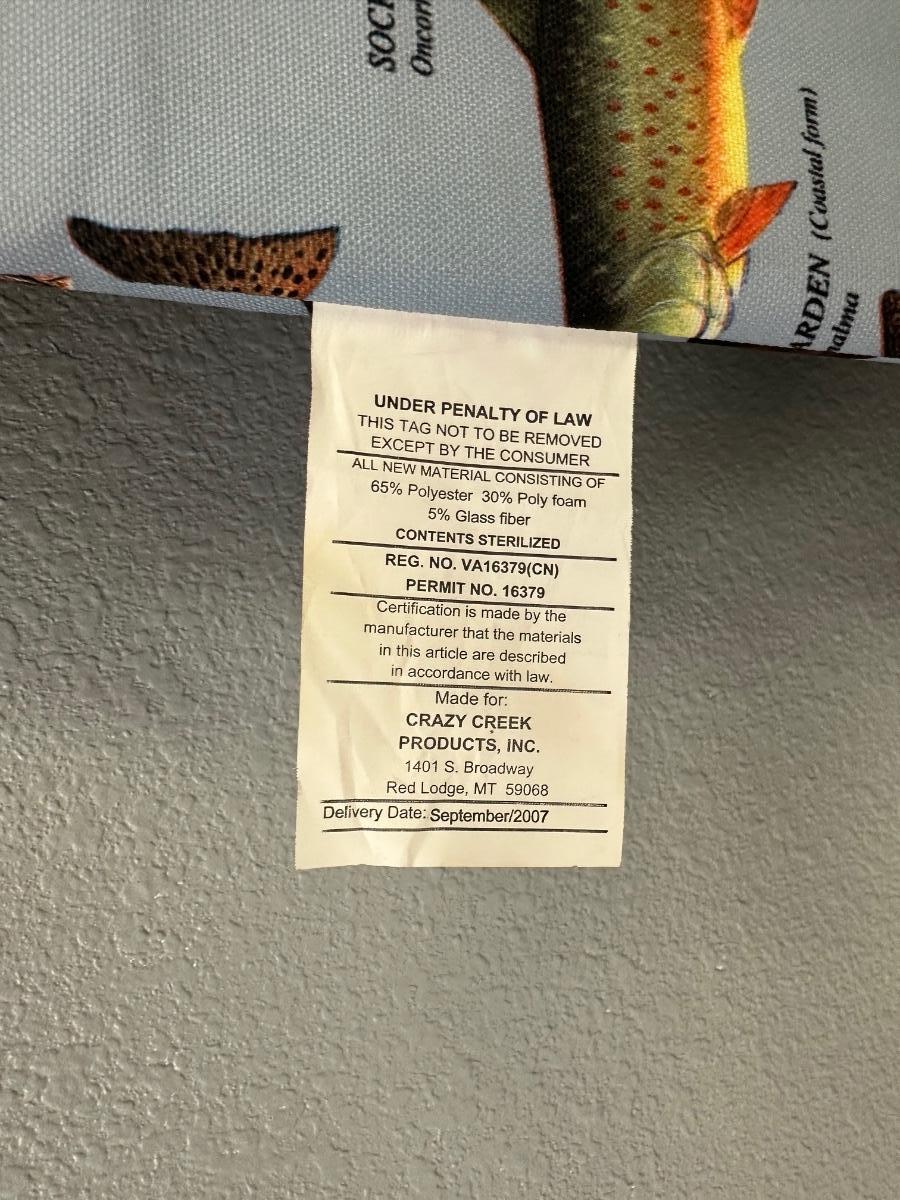 SOCK
Oncor
ARDEN (Coastal form)
nalma
UNDER PENALTY OF LAW
THIS TAG NOT TO BE REMOVED
EXCEPT BY THE CONSUMER
ALL NEW MATERIAL CONSISTING OF
65% Polyester 30% Poly foam
5% Glass fiber
CONTENTS STERILIZED
REG. NO. VA16379(CN)
PERMIT NO. 16379
Certification is made by the
manufacturer that the materials
in this article are described
in accordance with law.
Made for:
CRAZY CREEK
PRODUCTS, INC.
1401 S. Broadway
Red Lodge, MT 59068
Delivery Date: September/2007